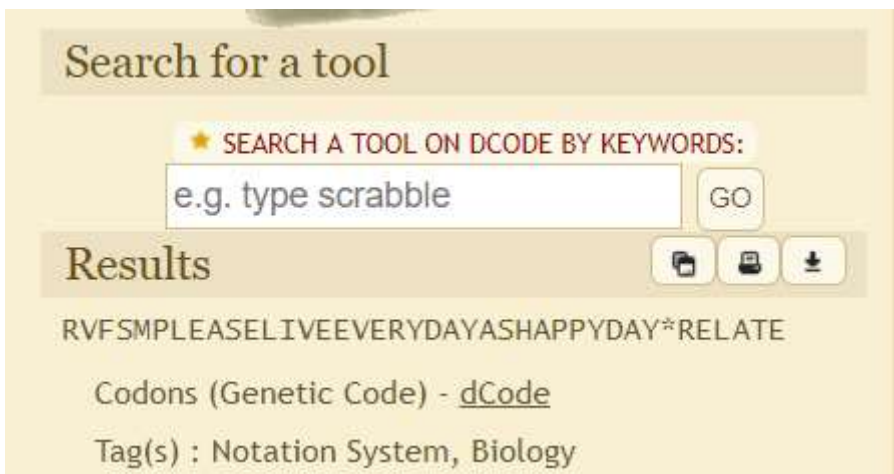 Search for a tool
★ SEARCH A TOOL ON DCODE BY KEYWORDS:
e.g. type scrabble GO
Results
RVFSMPLEASELIVEEVERYDAYASHAPPYDAY*RELATE
Codons (Genetic Code) - dCode
Tag(s) : Notation System, Biology